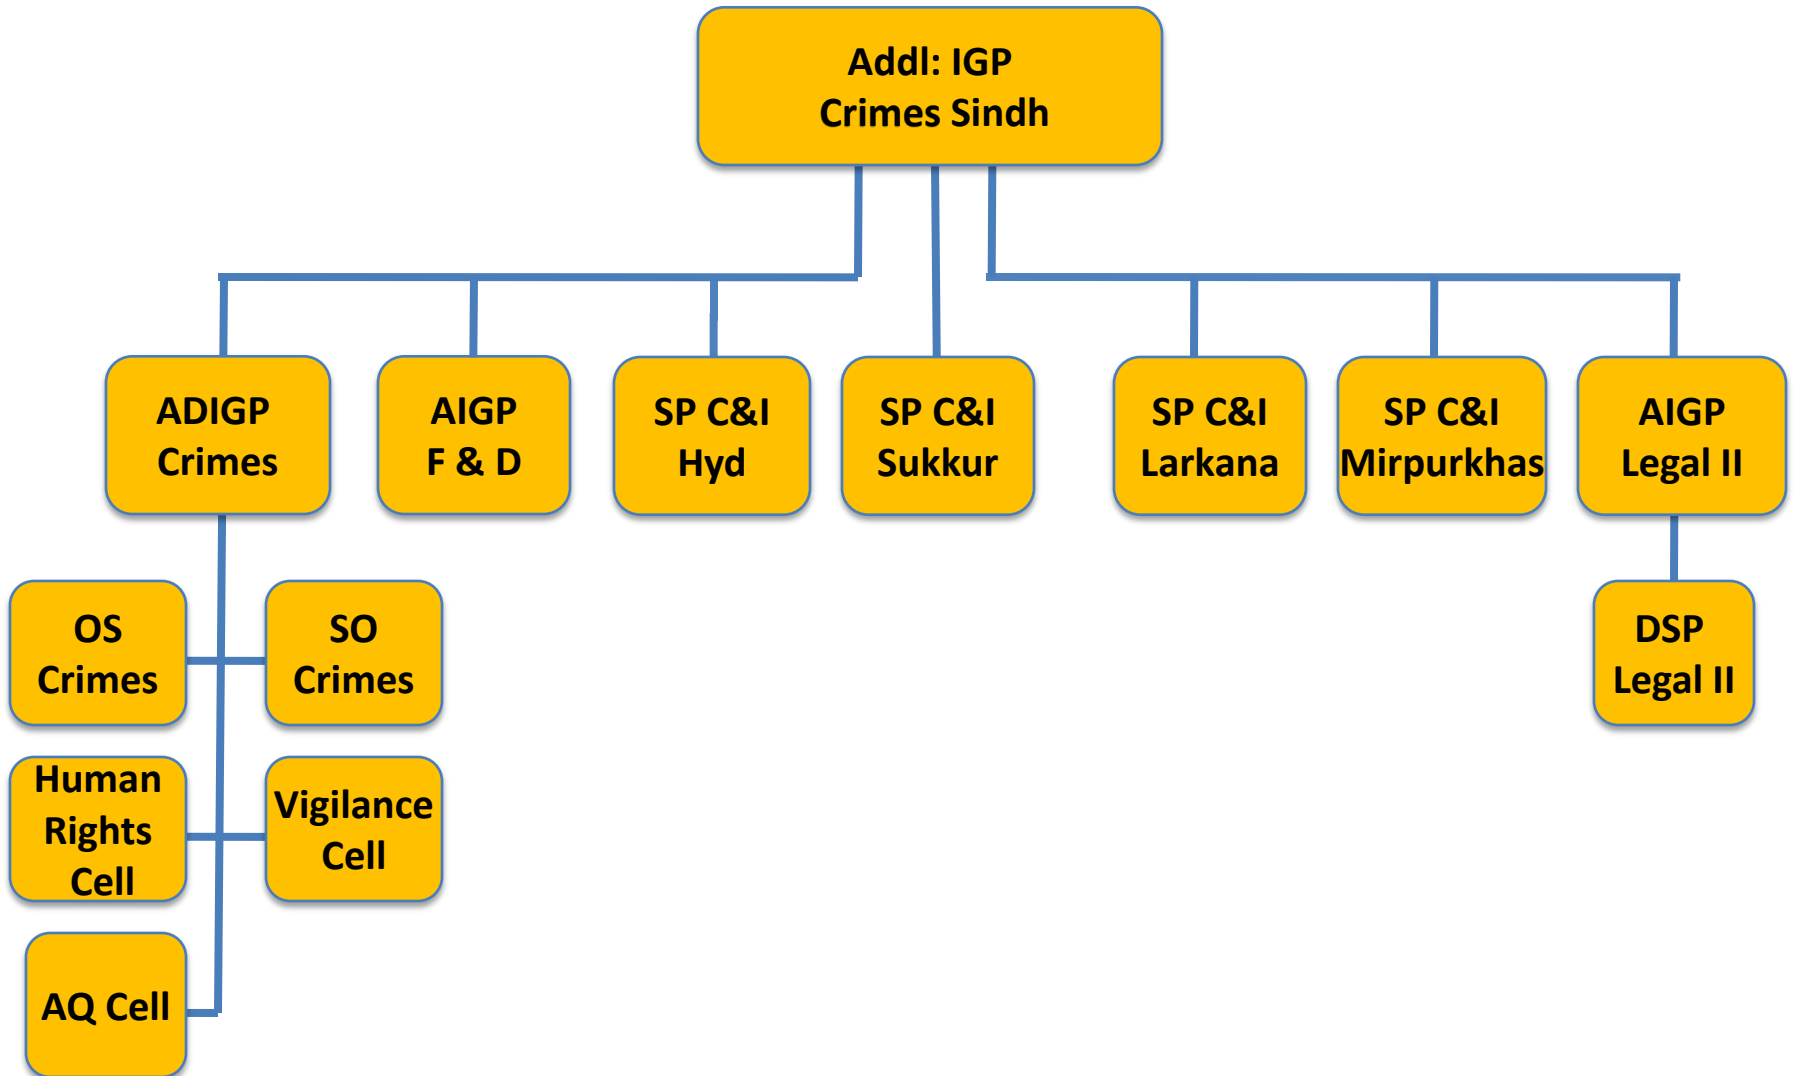 Addl: IGP
Crimes Sindh
ADIGP
Crimes
AIGP
F & D
SP C&I
Hyd
SP C&I
Sukkur
SP C&I
Larkana
SP C&I
Mirpurkhas
AIGP
Legal II
OS
Crimes
SO
Crimes
DSP
Legal II
Human
Rights
Cell
Vigilance
Cell
AQ Cell